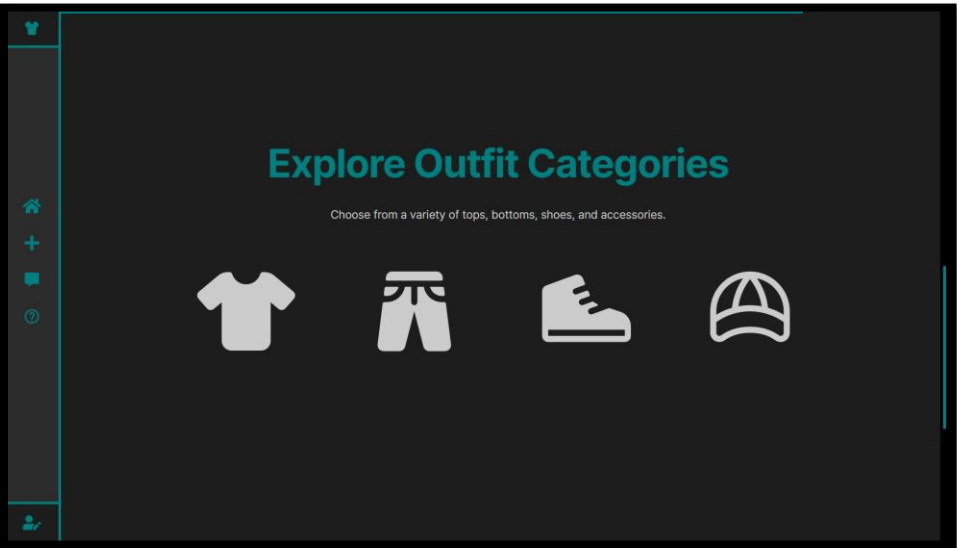 Explore Outfit Categories
Choose from a variety of tops, bottoms, shoes, and accessories.